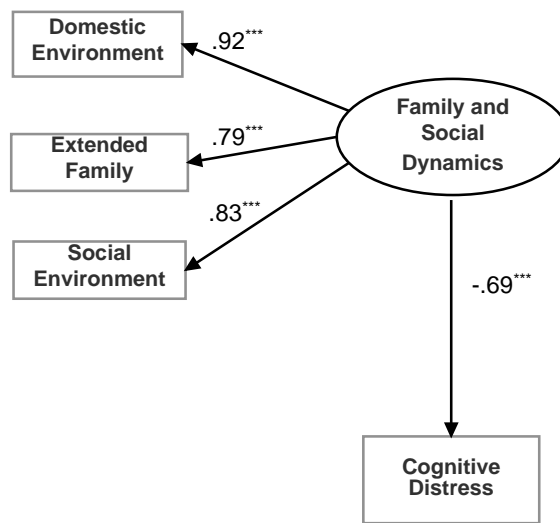 Domestic
Environment
.92***
Family and
Social
Dynamics
.79***
Extended
Family
.83***
Social
Environment
-.69***
Cognitive
Distress